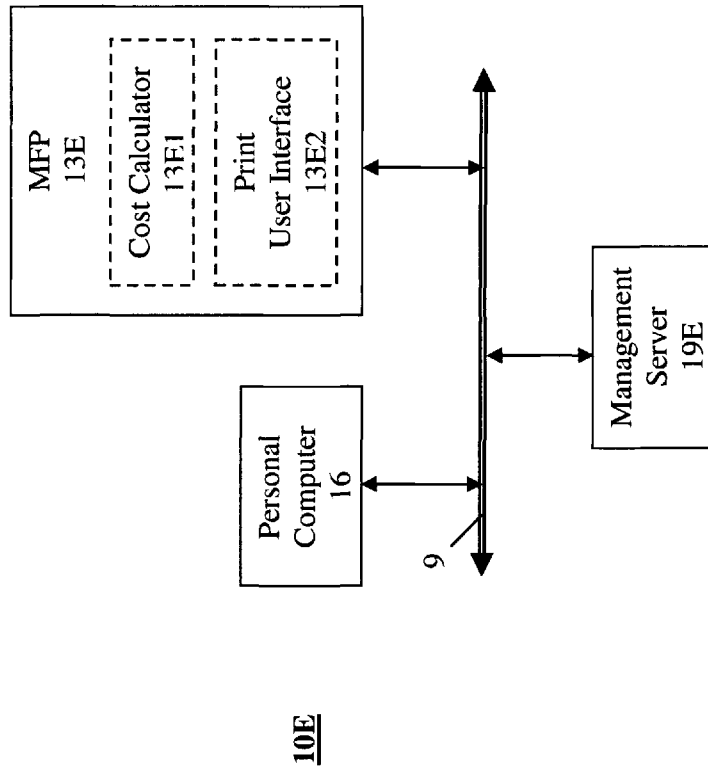 10E
Personal
Computer
16
MFP
13E
Cost Calculator
13E1
Print
User Interface
13E2
9
Management
Server
19E